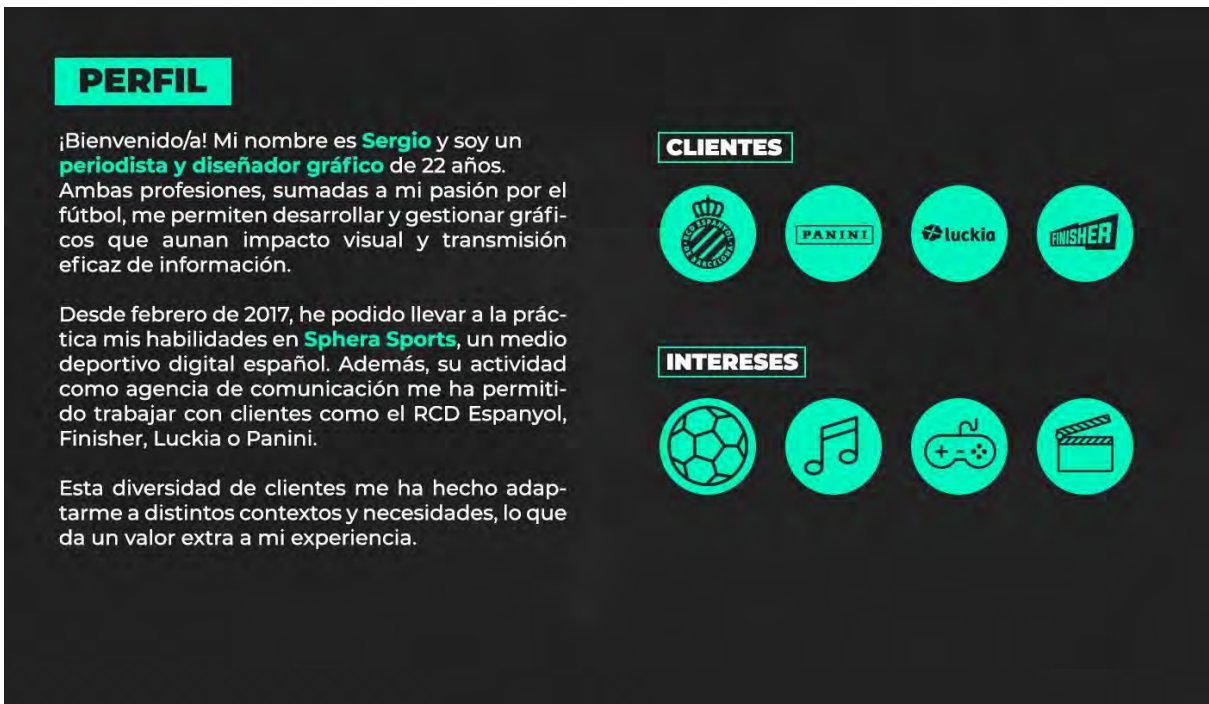 PERFIL
¡Bienvenido/a! Mi nombre es Sergio y soy un
periodista y diseñador gráfico de 22 años.
Ambas profesiones, sumadas a mi pasión por el
fútbol, me permiten desarrollar y gestionar gráfi-
cos que aunan impacto visual y transmisión
eficaz de información.
Desde febrero de 2017, he podido llevar a la prác-
tica mis habilidades en Sphera Sports, un medio
deportivo digital español. Además, su actividad
como agencia de comunicación me ha permiti-
do trabajar con clientes como el RCD Espanyol,
Finisher, Luckia o Panini.
Esta diversidad de clientes me ha hecho adap-
tarme a distintos contextos y necesidades, lo que
da un valor extra a mi experiencia.
CLIENTES
RCD ESPANYOL
DE BARCELONA
PANINI
luckia
FINISHER
INTERESES